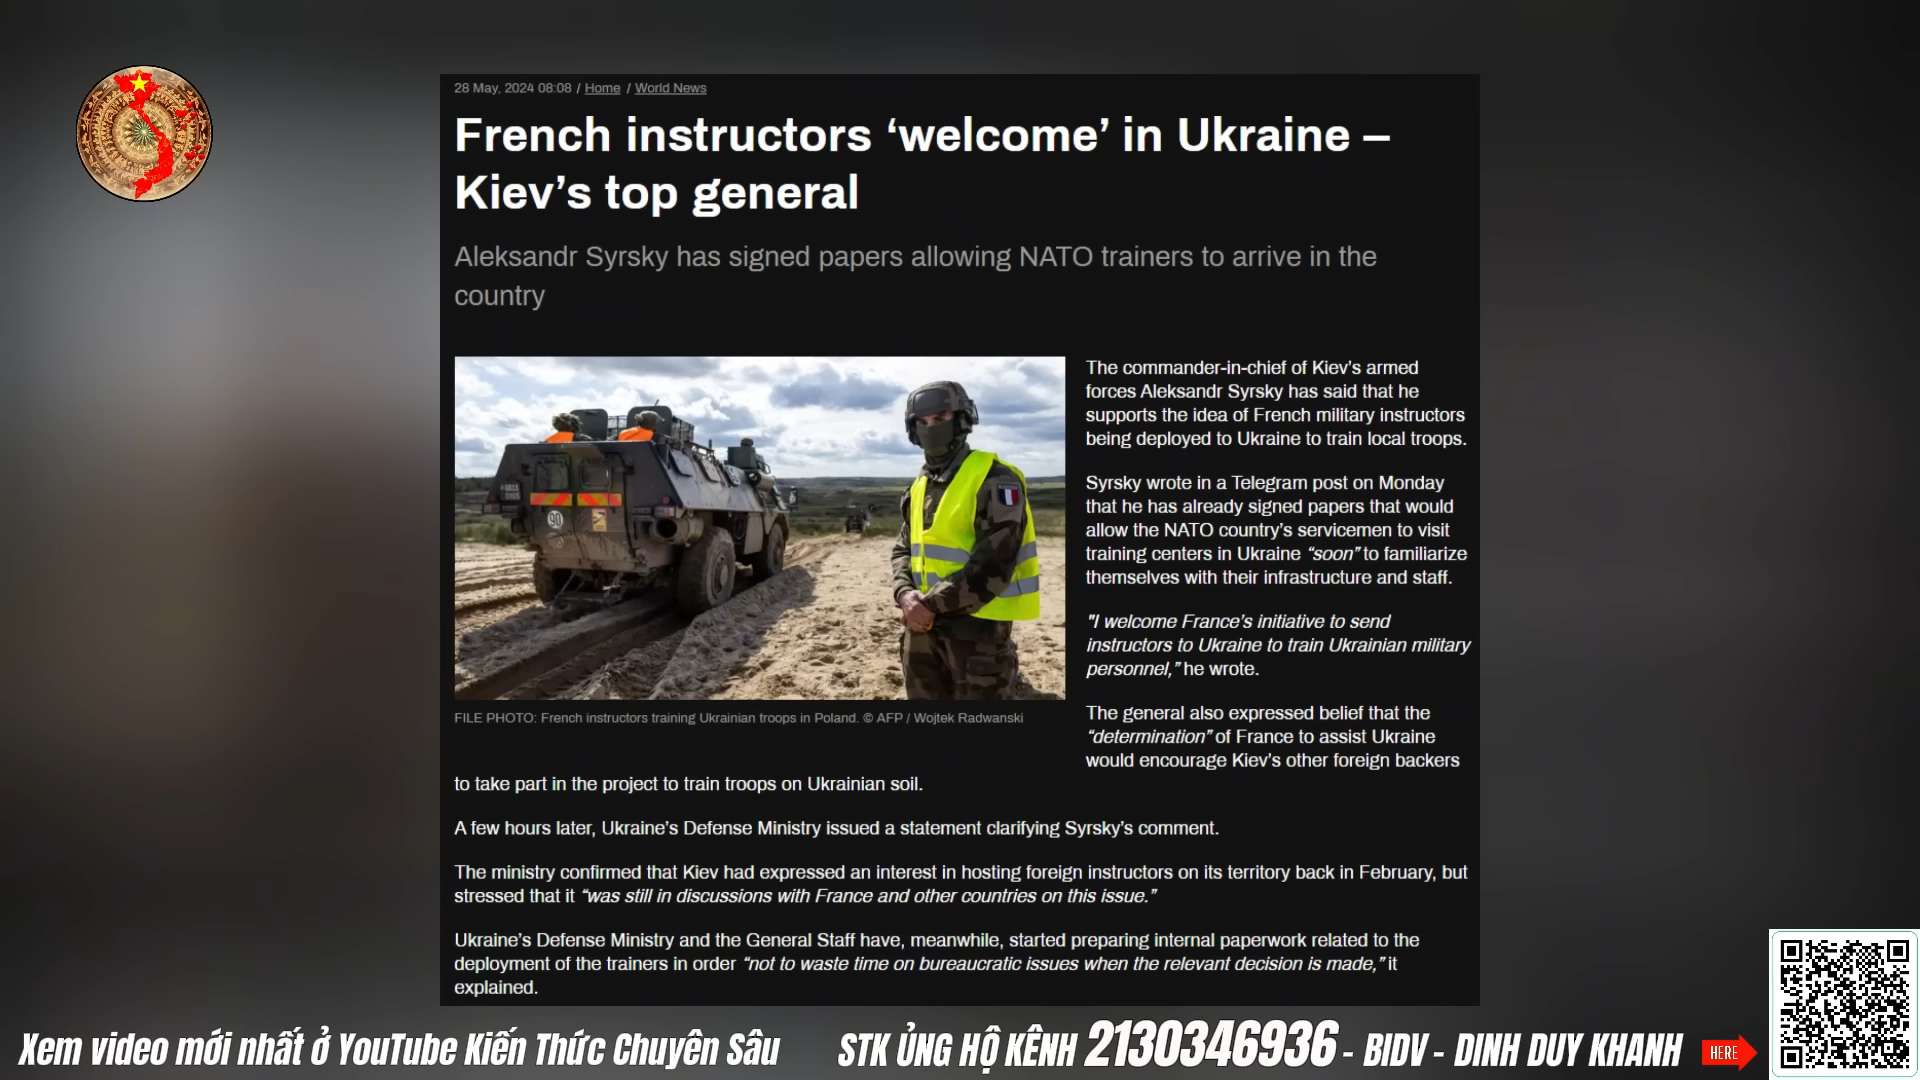 28 May, 2024 08:08 / Home / World News
French instructors ‘welcome’ in Ukraine –
Kiev’s top general
Aleksandr Syrsky has signed papers allowing NATO trainers to arrive in the
country
The commander-in-chief of Kiev’s armed
forces Aleksandr Syrsky has said that he
supports the idea of French military instructors
being deployed to Ukraine to train local troops.
Syrsky wrote in a Telegram post on Monday
that he has already signed papers that would
allow the NATO country’s servicemen to visit
training centers in Ukraine “soon” to familiarize
themselves with their infrastructure and staff.
"I welcome France’s initiative to send
instructors to Ukraine to train Ukrainian military
personnel,” he wrote.
The general also expressed belief that the
“determination” of France to assist Ukraine
would encourage Kiev’s other foreign backers
to take part in the project to train troops on Ukrainian soil.
90
FILE PHOTO: French instructors training Ukrainian troops in Poland. © AFP / Wojtek Radwanski
A few hours later, Ukraine’s Defense Ministry issued a statement clarifying Syrsky’s comment.
The ministry confirmed that Kiev had expressed an interest in hosting foreign instructors on its territory back in February, but
stressed that it “was still in discussions with France and other countries on this issue.”
Ukraine’s Defense Ministry and the General Staff have, meanwhile, started preparing internal paperwork related to the
deployment of the trainers in order “not to waste time on bureaucratic issues when the relevant decision is made,” it
explained.
Xem video mới nhất ở YouTube Kiến Thức Chuyên Sâu
STK ỦNG HỘ KÊNH 2130346936 - BIDV - DINH DUY KHANH
HERE